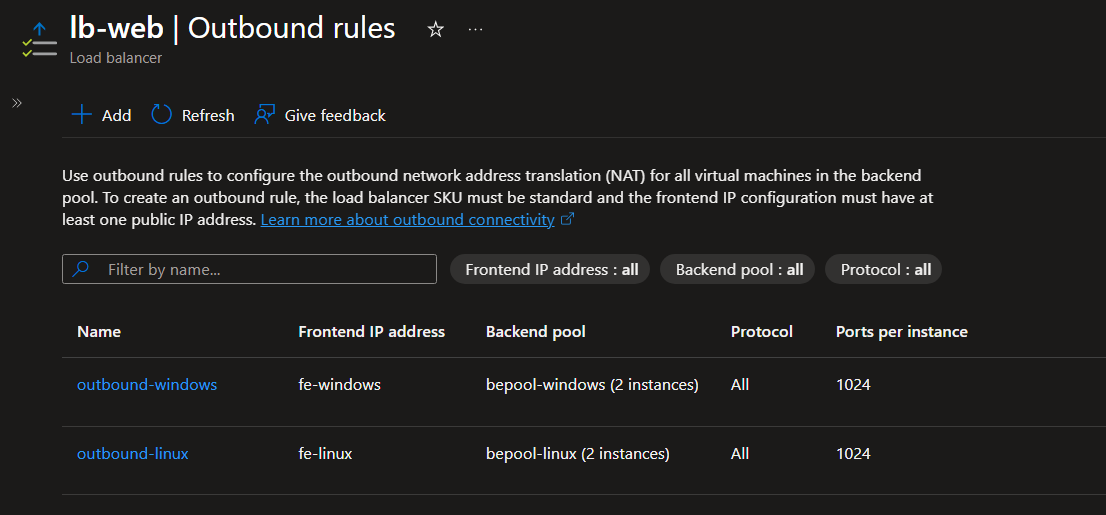 lb-web | Outbound rules
Load balancer
Add
Refresh
Give feedback
Use outbound rules to configure the outbound network address translation (NAT) for all virtual machines in the backend
pool. To create an outbound rule, the load balancer SKU must be standard and the frontend IP configuration must have at
least one public IP address. Learn more about outbound connectivity
Filter by name...
Frontend IP address : all
Backend pool : all
Protocol : all
Name Frontend IP address Backend pool Protocol Ports per instance
outbound-windows fe-windows bepool-windows (2 instances) All 1024
outbound-linux fe-linux bepool-linux (2 instances) All 1024